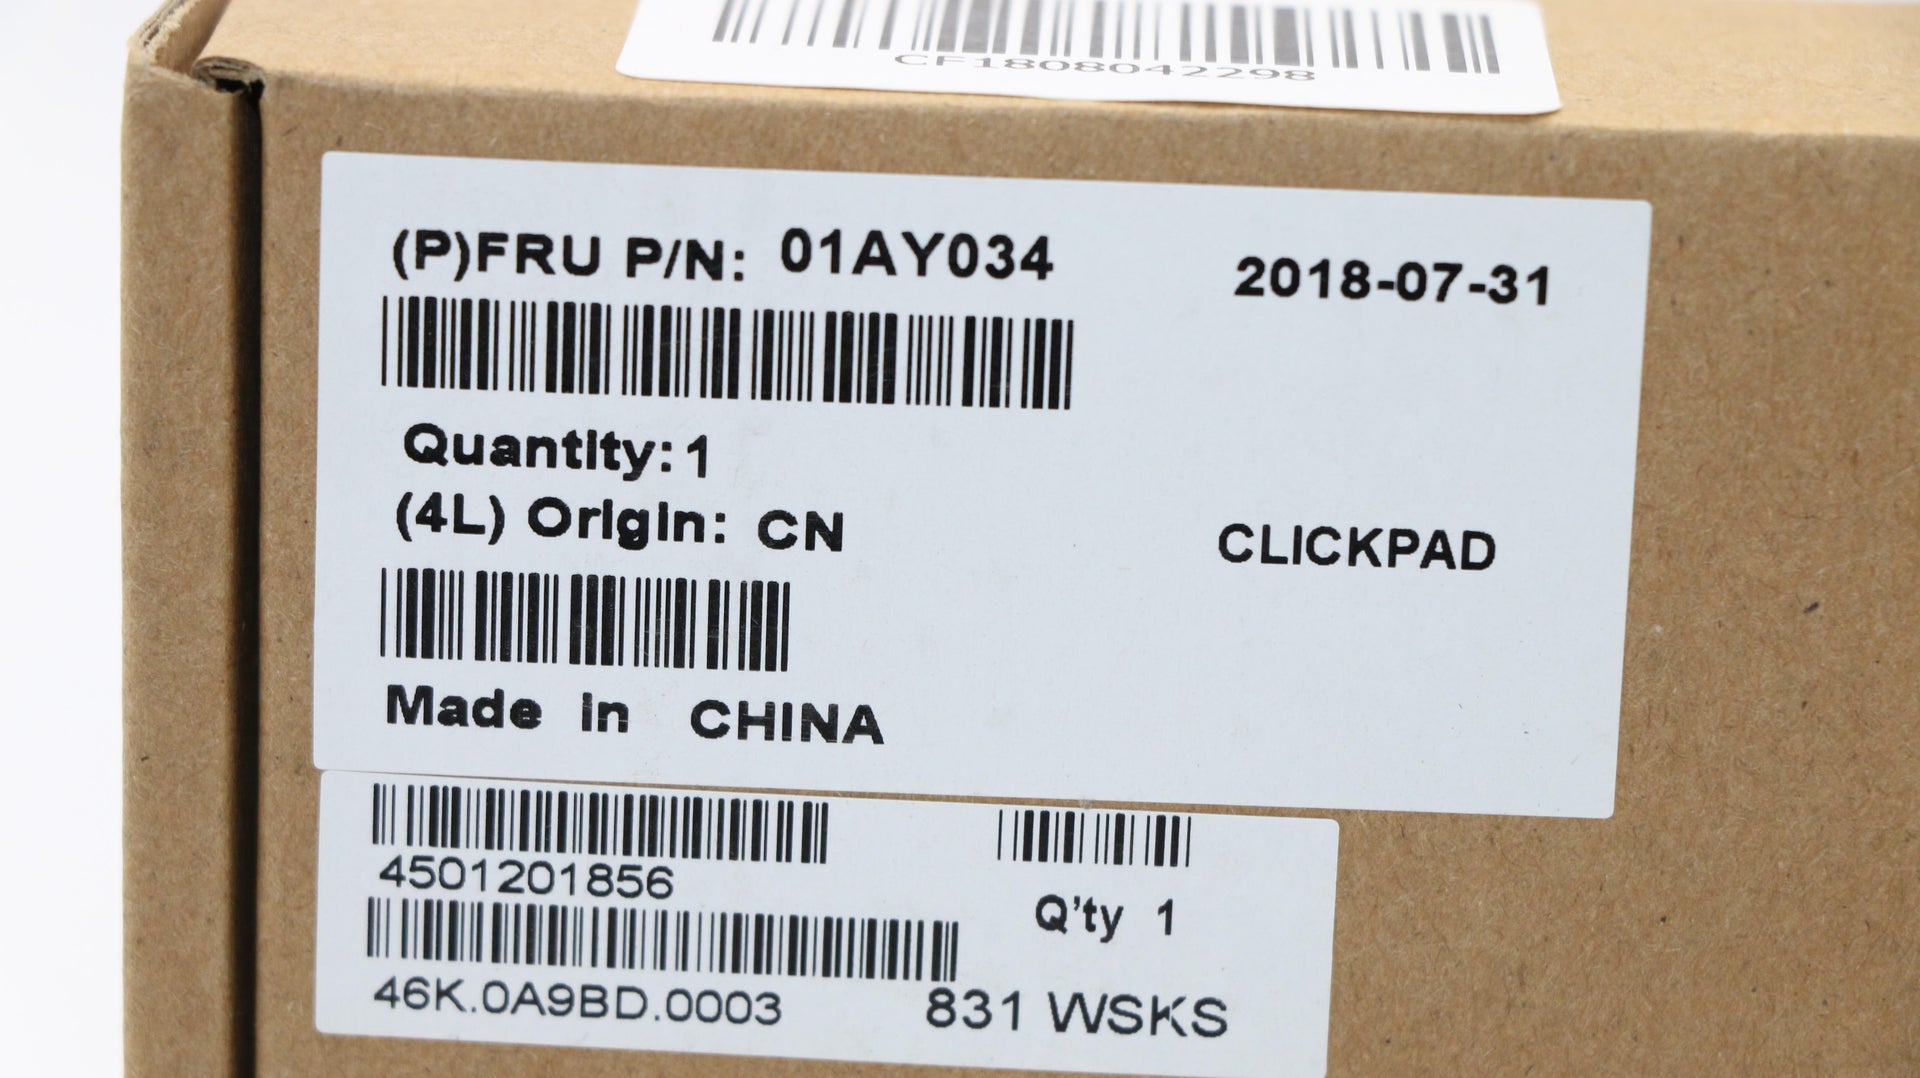 CF1808042298
(P)FRU P/N: 01AY034
2018-07-31
Quantity: 1
(4L) Origin: CN
CLICKPAD
Made in CHINA
4501201856
Q'ty 1
46K.0A9BD.0003
831 WSKS